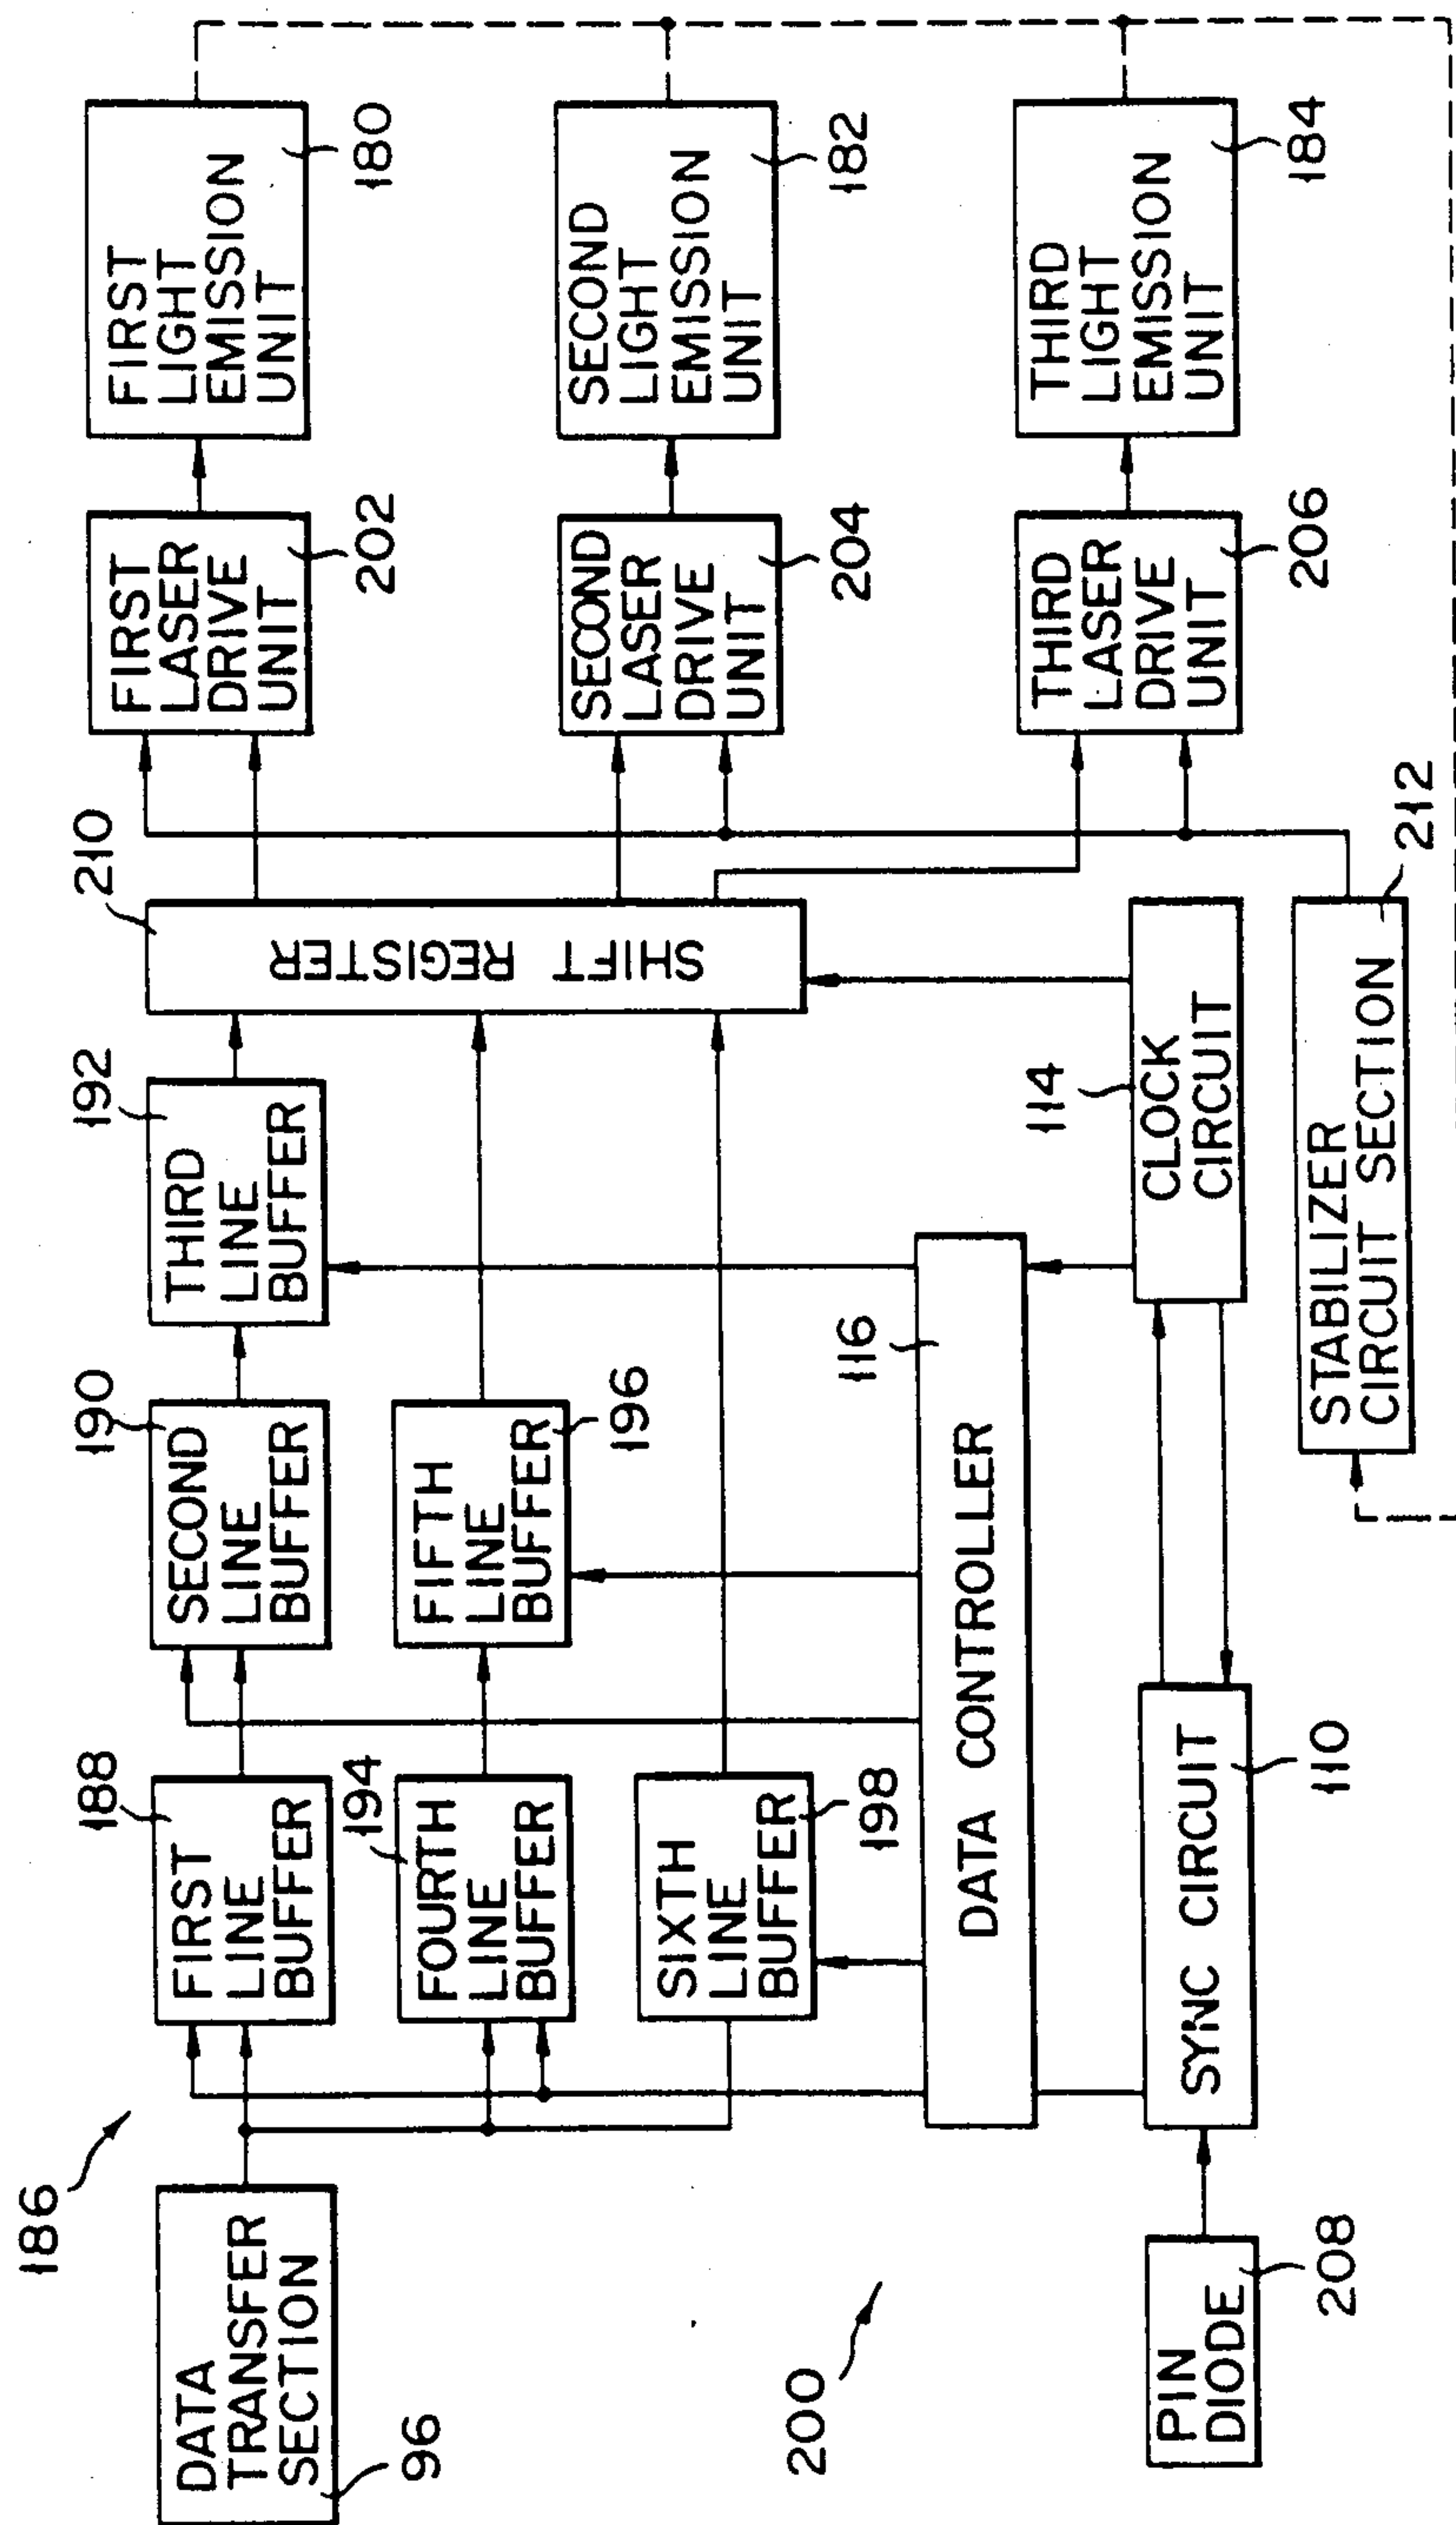 186
DATA
TRANSFER
SECTION
96
188
FIRST
LINE
BUFFER
190
SECOND
LINE
BUFFER
192
THIRD
LINE
BUFFER
210
SHIFT REGISTER
FIRST
LASER
DRIVE
UNIT
202
FIRST
LIGHT
EMISSION
UNIT
180
194
FOURTH
LINE
BUFFER
FIFTH
LINE
BUFFER
196
SECOND
LASER
DRIVE
UNIT
204
SECOND
LIGHT
EMISSION
UNIT
182
SIXTH
LINE
BUFFER
198
200
116
DATA CONTROLLER
114
CLOCK
CIRCUIT
THIRD
LASER
DRIVE
UNIT
206
THIRD
LIGHT
EMISSION
UNIT
184
PIN
DIODE
208
SYNC CIRCUIT
110
STABILIZER
CIRCUIT SECTION
212